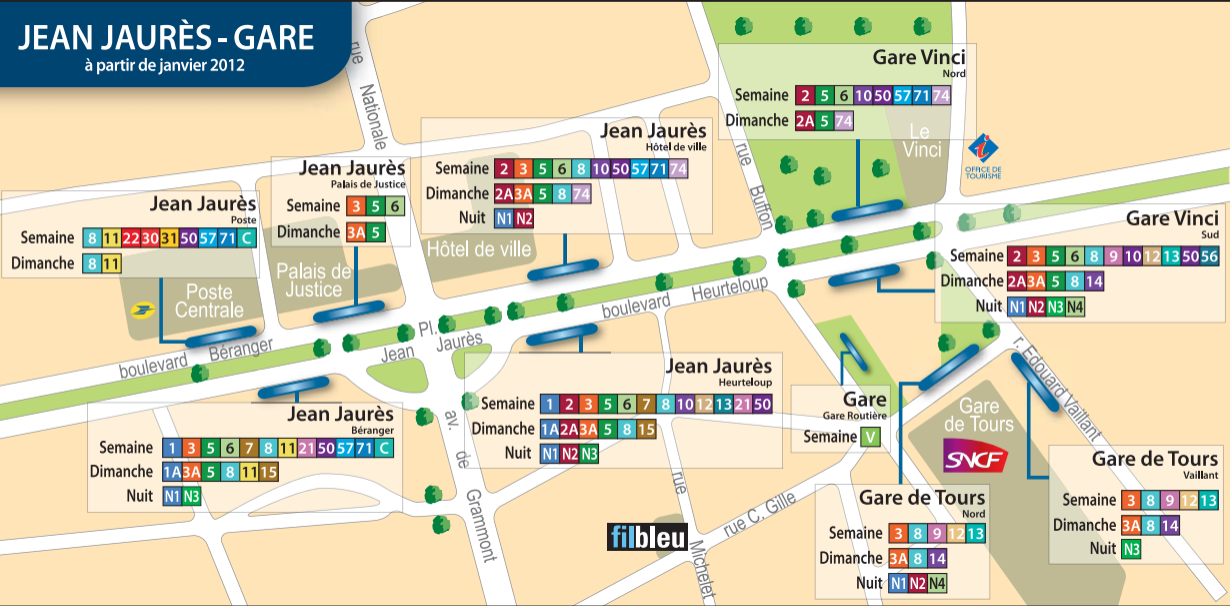 JEAN JAURÈS - GARE
à partir de janvier 2012
rue Nationale
Gare Vinci
Nord
Semaine 2 5 6 10 50 57 71 74
Dimanche 2A 5 74
Le Vinci
OFFICE DE
TOURISME
rue Buffon
Jean Jaurès
Hôtel de ville
Semaine 2 3 5 6 8 10 50 57 71 74
Dimanche 2A 3A 5 8 74
Nuit N1 N2
Hôtel de ville
Jean Jaurès
Palais de Justice
Semaine 3 5 6
Dimanche 3A 5
Palais de
Justice
Jean Jaurès
Poste
Semaine 8 11 22 30 31 50 57 71 C
Dimanche 8 11
Poste
Centrale
Gare Vinci
Sud
Semaine 2 3 5 6 8 9 10 12 13 50 56
Dimanche 2A 3A 5 8 14
Nuit N1 N2 N3 N4
boulevard Béranger
Pl. Jean Jaurès
boulevard Heurteloup
Jean Jaurès
Heurteloup
Semaine 1 2 3 5 6 7 8 10 12 13 21 50
Dimanche 1A 2A 3A 5 8 15
Nuit N1 N2 N3
Jean Jaurès
Béranger
Semaine 1 3 5 6 7 8 11 21 50 57 71 C
Dimanche 1A 3A 5 8 11 15
Nuit N1 N3
av. de Grammont
Gare
Gare Routière
Semaine V
Gare
de Tours
SNCF
r. Edouard Vaillant
Gare de Tours
Vaillant
Semaine 3 8 9 12 13
Dimanche 3A 8 14
Nuit N3
Gare de Tours
Nord
Semaine 3 8 9 12 13
Dimanche 3A 8 14
Nuit N1 N2 N4
rue C. Gille
rue Michelet
filbleu